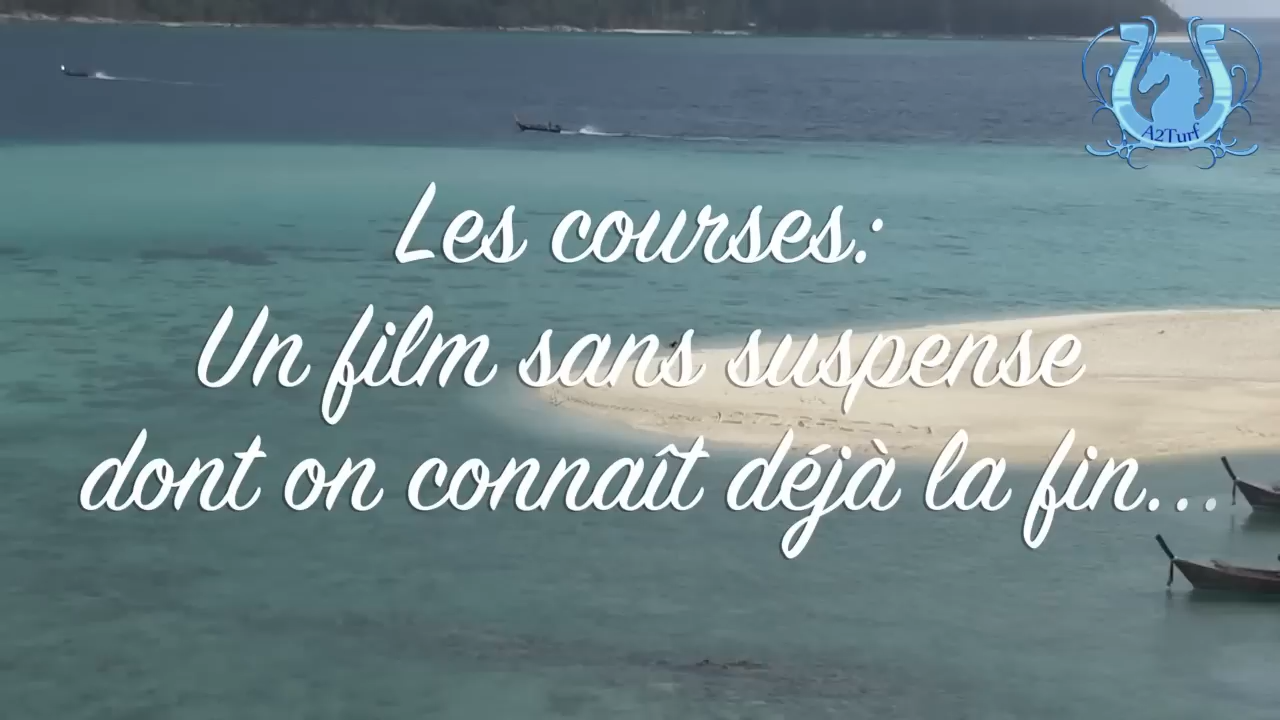 A2Turf
Les courses:
Un film sans suspense
dont on connaît déjà la fin...